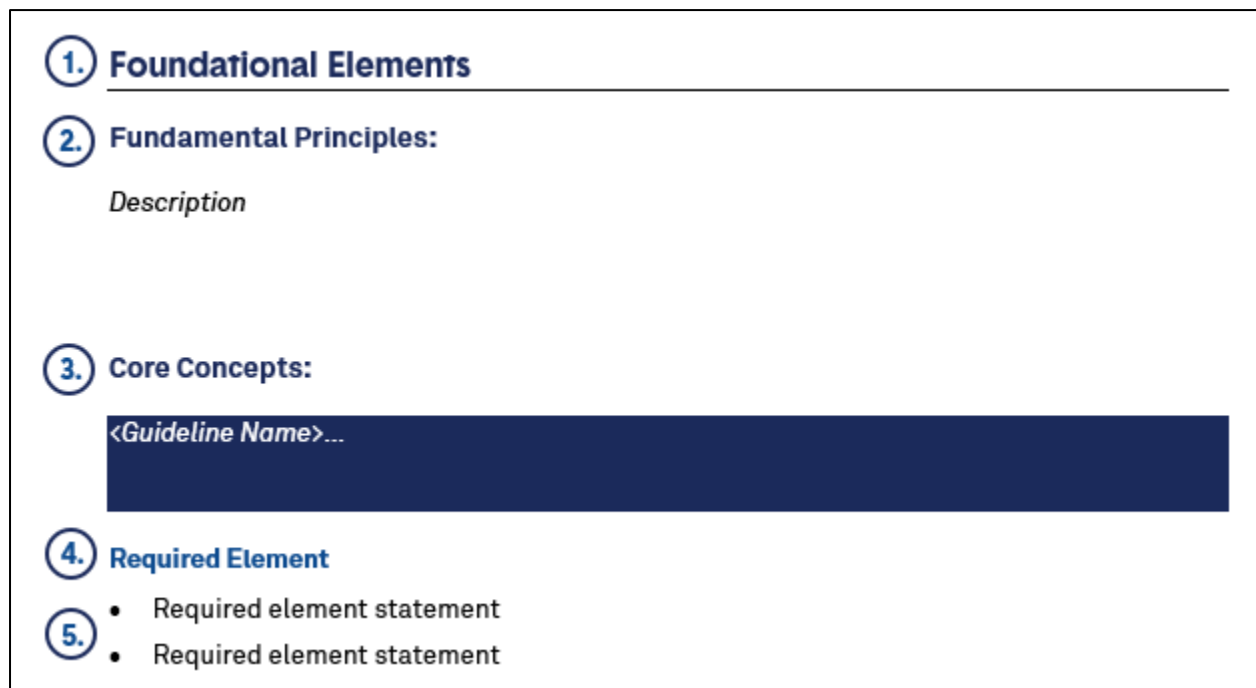 1. Foundational Elements
2. Fundamental Principles:
Description
3. Core Concepts:
<Guideline Name>...
4. Required Element
5.
• Required element statement
• Required element statement